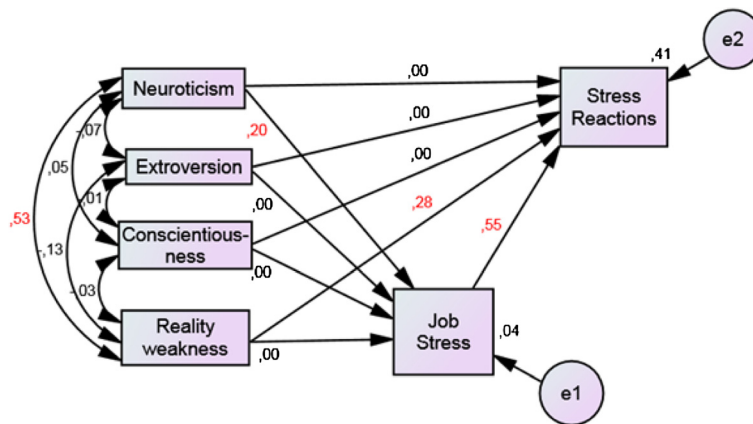 e2
,41
,00
Neuroticism
Stress
Reactions
,00
-,07
,20
,00
,05
Extroversion
,01
,00
,28
,53
,55
Conscientious-
ness
-,13
,00
-,03
Job
Stress
Reality
weakness
,04
,00
e1